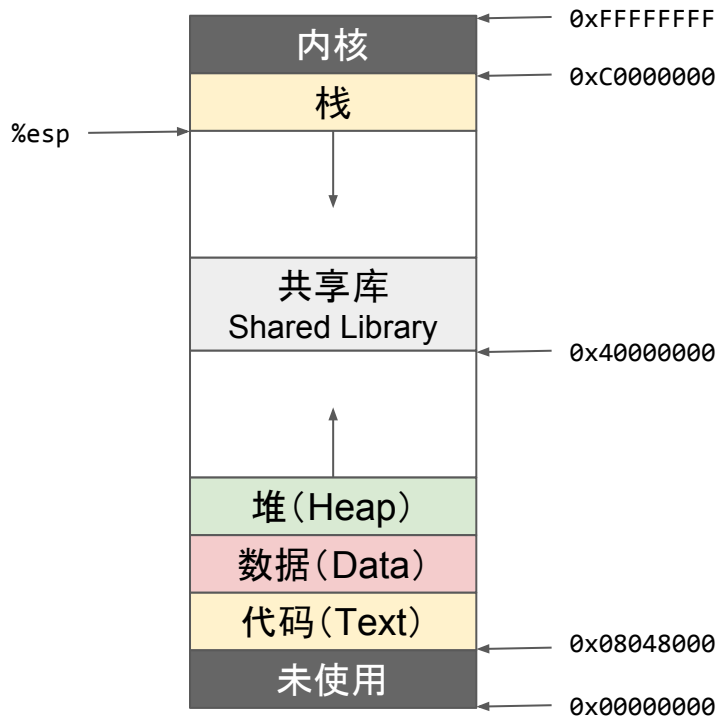 0xFFFFFFFF
内核
0xC0000000
栈
%esp
共享库
Shared Library
0x40000000
堆（Heap）
数据（Data）
代码（Text）
0x08048000
未使用
0x00000000